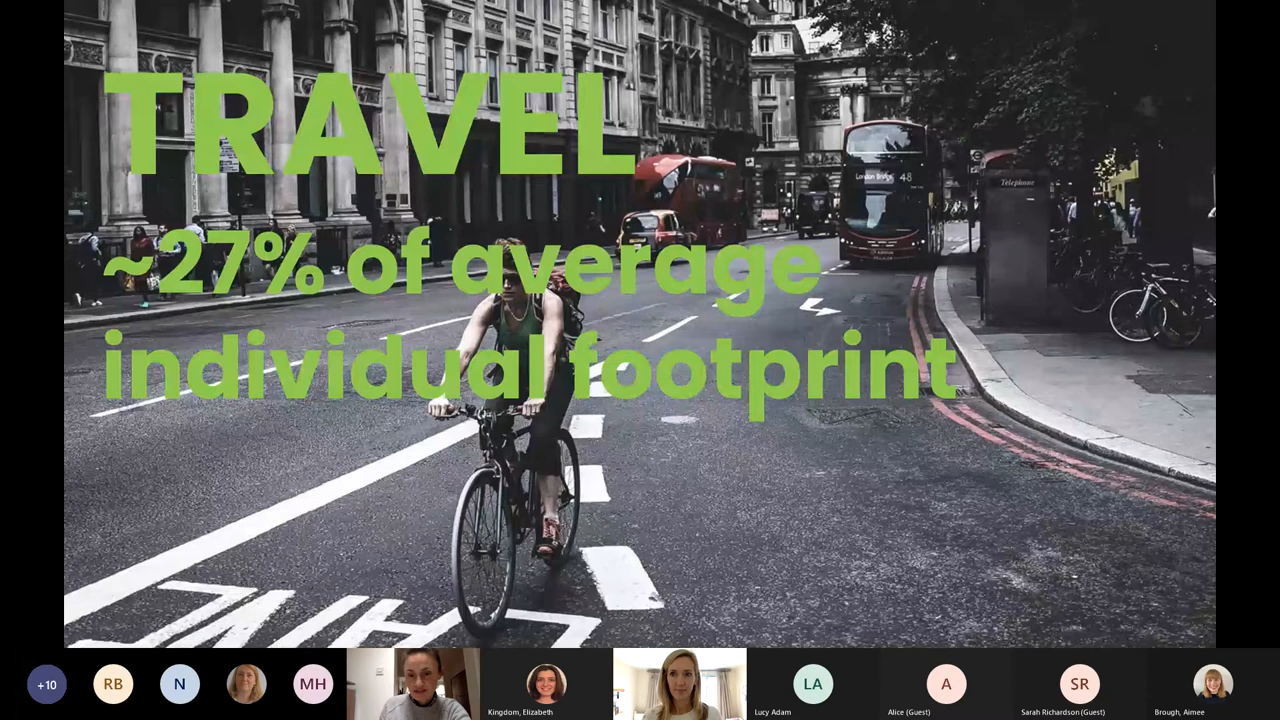 TRAVEL
~27% of average
individual footprint
London Bridge 48
Telephone
+10
RB
N
MH
Kingdom, Elizabeth
LA
Lucy Adam
A
Alice (Guest)
SR
Sarah Richardson (Guest)
Brough, Aimee